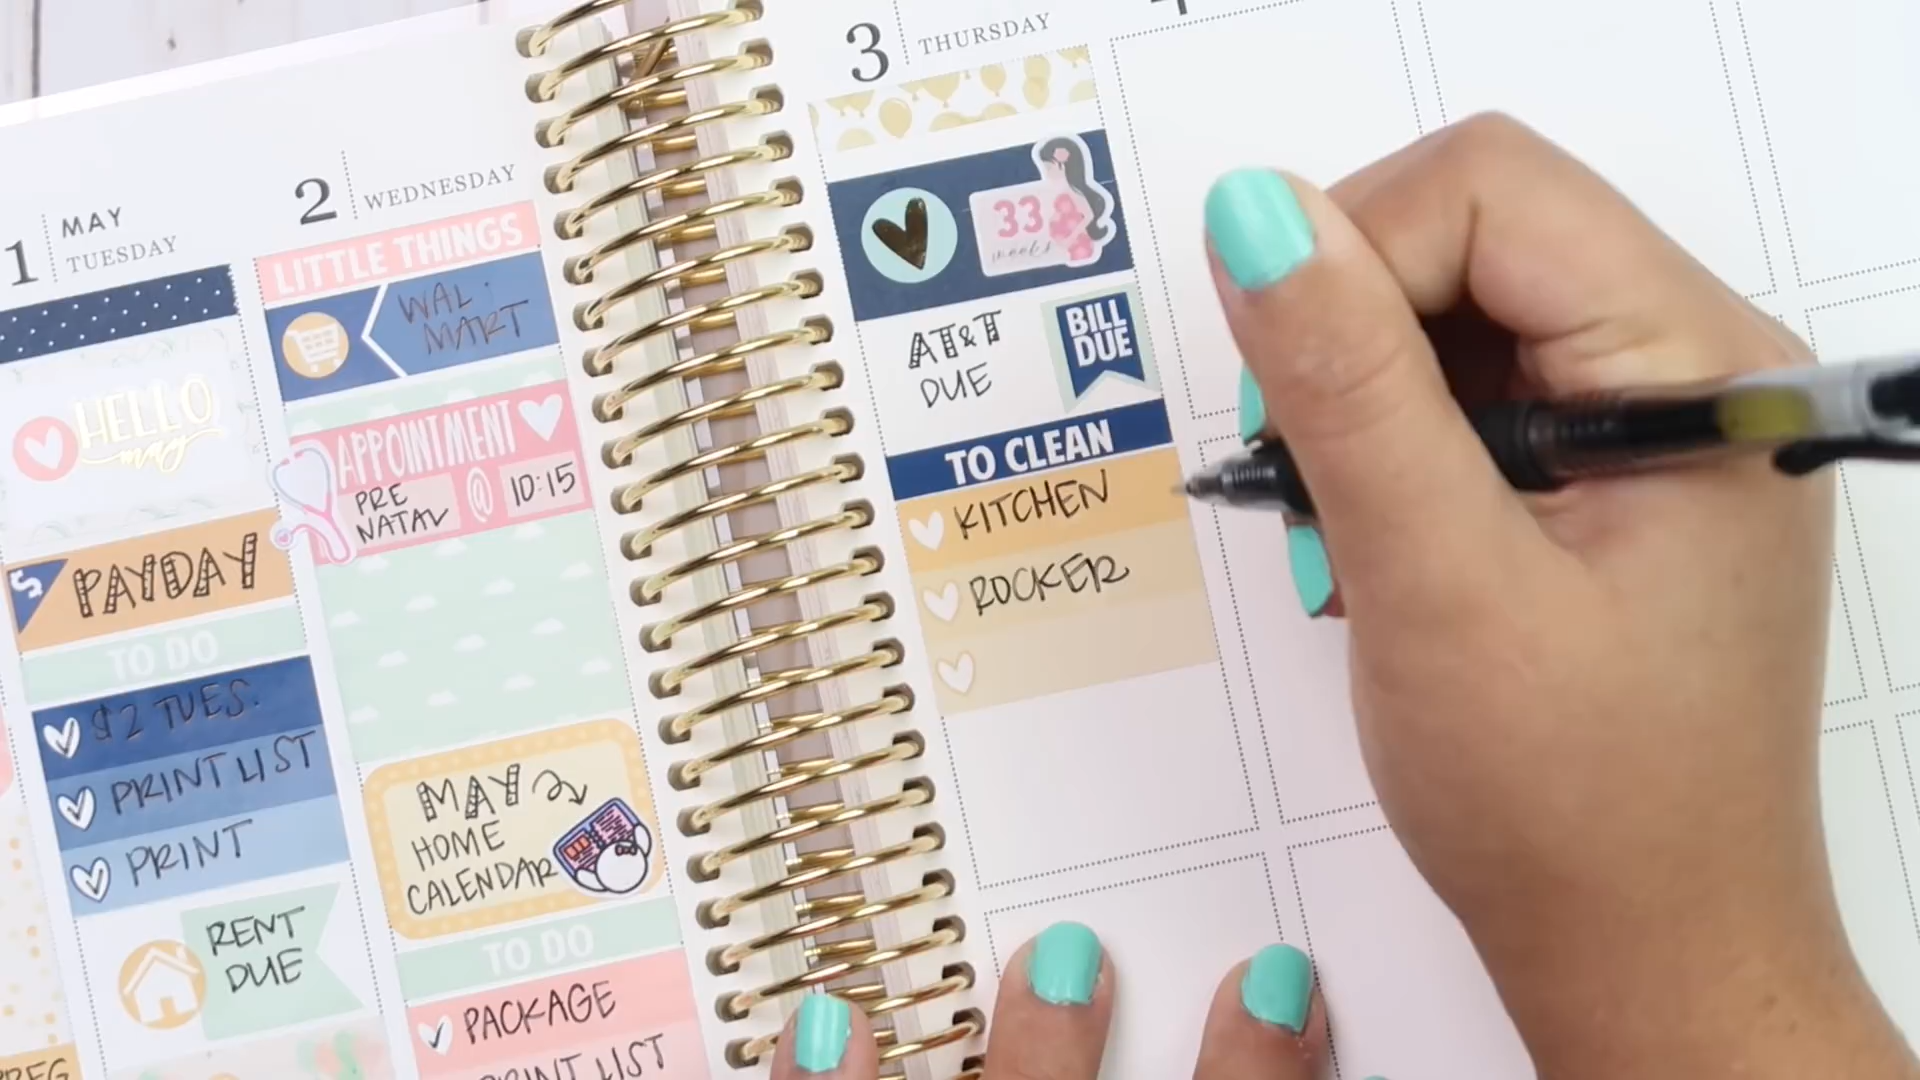 1
MAY
TUESDAY
HELLO
may
PAYDAY
TO DO
$2 TUES.
PRINT LIST
PRINT
RENT
DUE
2
WEDNESDAY
LITTLE THINGS
WAL-
MART
APPOINTMENT
PRE
NATAL
@
10:15
MAY
HOME
CALENDAR
TO DO
PACKAGE
PRINT LIST
3
THURSDAY
33
weeks
AT&T
DUE
BILL
DUE
TO CLEAN
KITCHEN
ROCKER